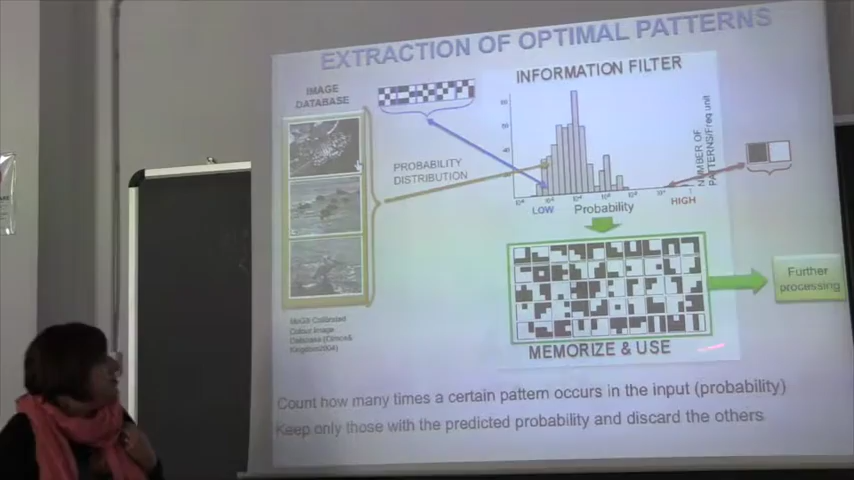 EXTRACTION OF OPTIMAL PATTERNS
IMAGE
DATABASE
INFORMATION FILTER
PROBABILITY
DISTRIBUTION
NUMBER OF
PATTERNS/Freq unit
LOW
Probability
HIGH
Further
processing
Colour Image
MEMORIZE & USE
Count how many times a certain pattern occurs in the input (probability)
Keep only those with the predicted probability and discard the others